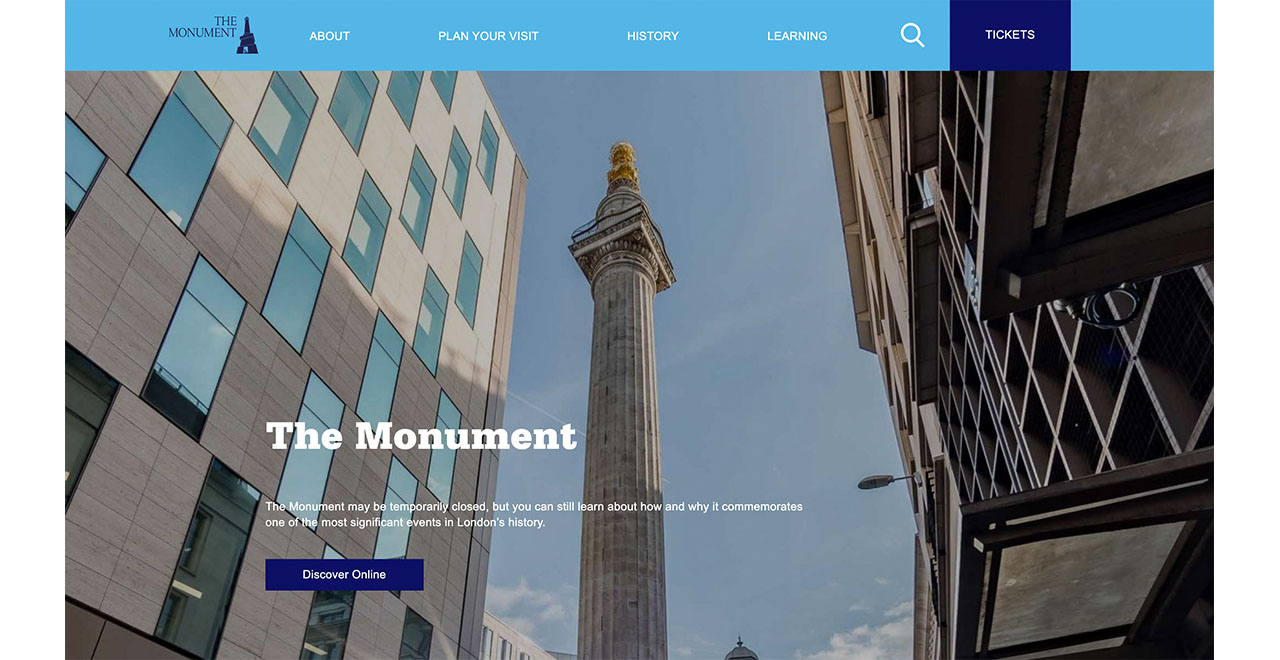 THE
MONUMENT
ABOUT
PLAN YOUR VISIT
HISTORY
LEARNING
TICKETS
The Monument
The Monument may be temporarily closed, but you can still learn about how and why it commemorates
one of the most significant events in London's history.
Discover Online